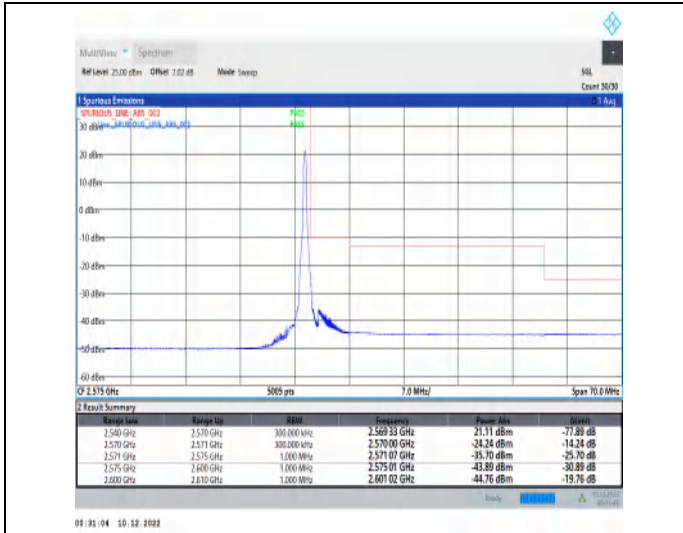 MultiView Spectrum
Ref Level 25.00 dBm Offset 7.02 dB Mode Sweep SGL
Count 30/30
1 Spurious Emissions 1 Avg
SPURIOUS_LINE_ABS_002 PASS
30 dBm Line_SPURIOUS_LINE_ABS_002 PASS
20 dBm
10 dBm
0 dBm
-10 dBm
-20 dBm
-30 dBm
-40 dBm
-50 dBm
-60 dBm
CF 2.575 GHz 5005 pts 7.0 MHz/ Span 70.0 MHz
2 Result Summary
Range Low Range Up RBW Frequency Power Abs ΔLimit
2.540 GHz 2.570 GHz 300.000 kHz 2.569 33 GHz 21.11 dBm -77.89 dB
2.570 GHz 2.571 GHz 300.000 kHz 2.570 00 GHz -24.24 dBm -14.24 dB
2.571 GHz 2.575 GHz 1.000 MHz 2.571 07 GHz -35.70 dBm -25.70 dB
2.575 GHz 2.600 GHz 1.000 MHz 2.575 01 GHz -43.89 dBm -30.89 dB
2.600 GHz 2.610 GHz 1.000 MHz 2.601 02 GHz -44.76 dBm -19.76 dB
Ready
00:31:04 10.12.2022